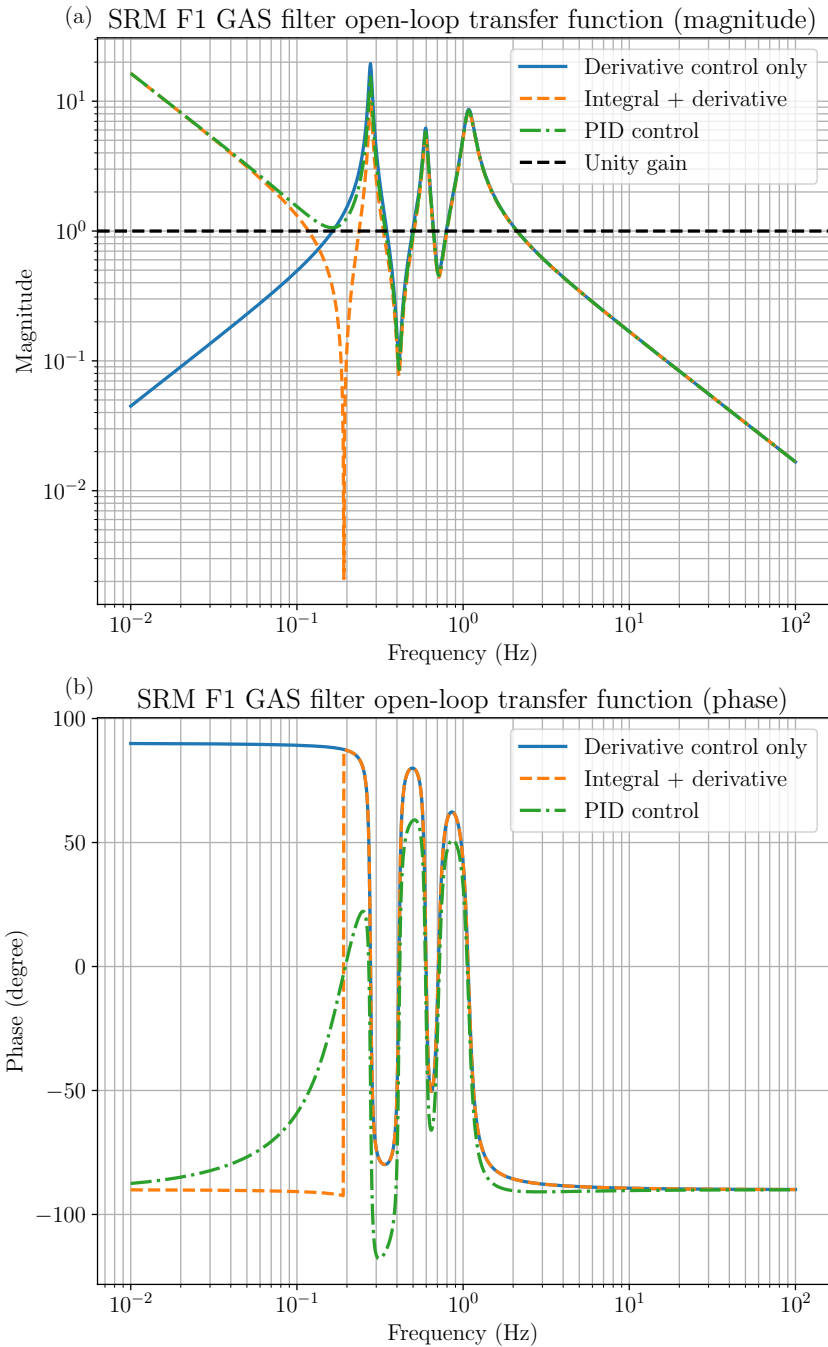 (a) SRM F1 GAS filter open-loop transfer function (magnitude)
Derivative control only
Integral + derivative
PID control
Unity gain
Magnitude
10^1
10^0
10^−1
10^−2
10^−2 10^−1 10^0 10^1 10^2
Frequency (Hz)
(b) SRM F1 GAS filter open-loop transfer function (phase)
Derivative control only
Integral + derivative
PID control
Phase (degree)
100
50
0
−50
−100
10^−2 10^−1 10^0 10^1 10^2
Frequency (Hz)